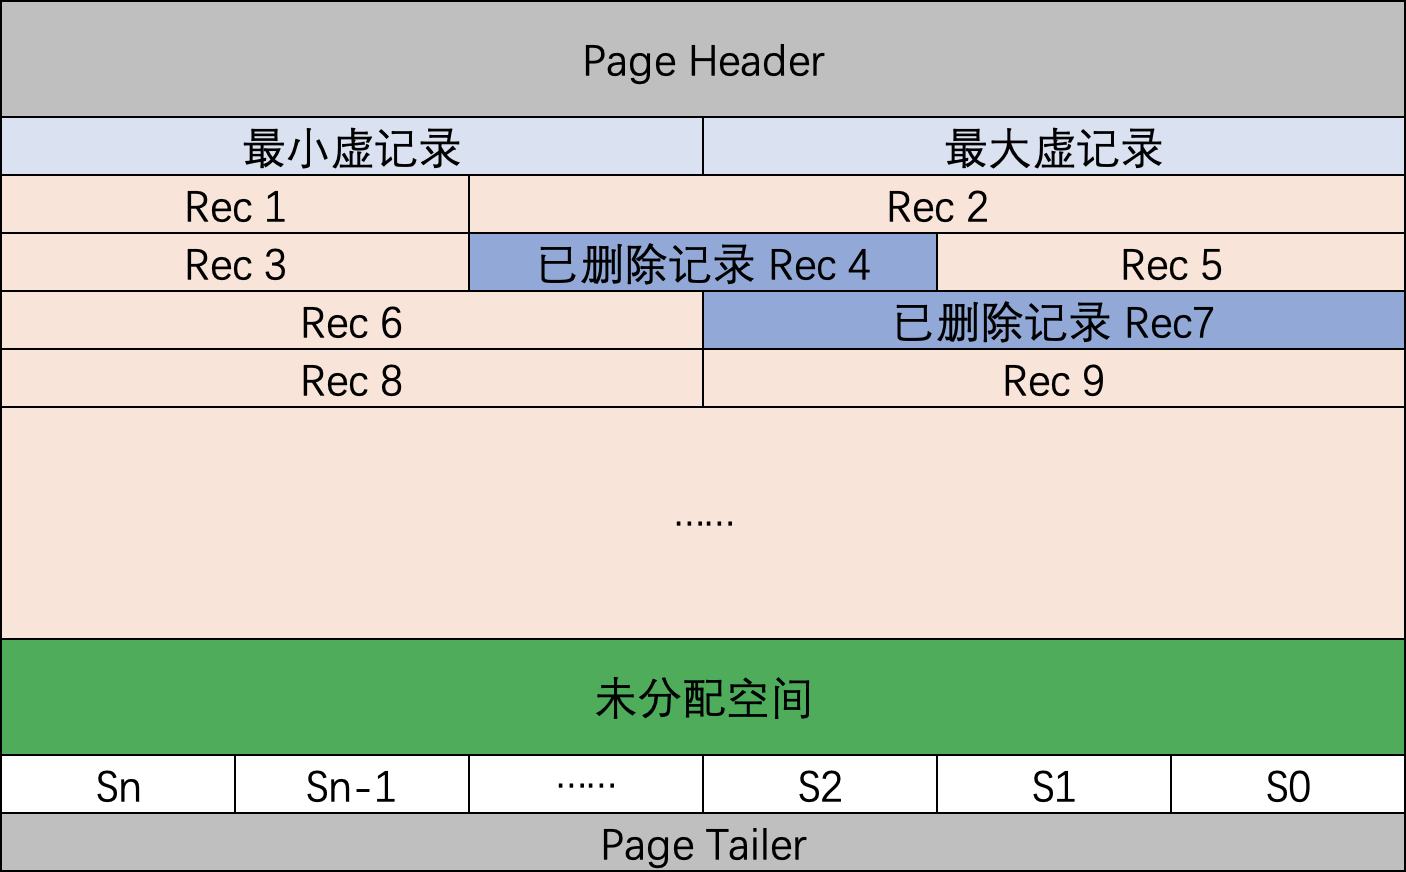 Page Header
最小虚记录 最大虚记录
Rec 1 Rec 2
Rec 3 已删除记录 Rec 4 Rec 5
Rec 6 已删除记录 Rec7
Rec 8 Rec 9
......
未分配空间
Sn Sn-1 ...... S2 S1 S0
Page Tailer